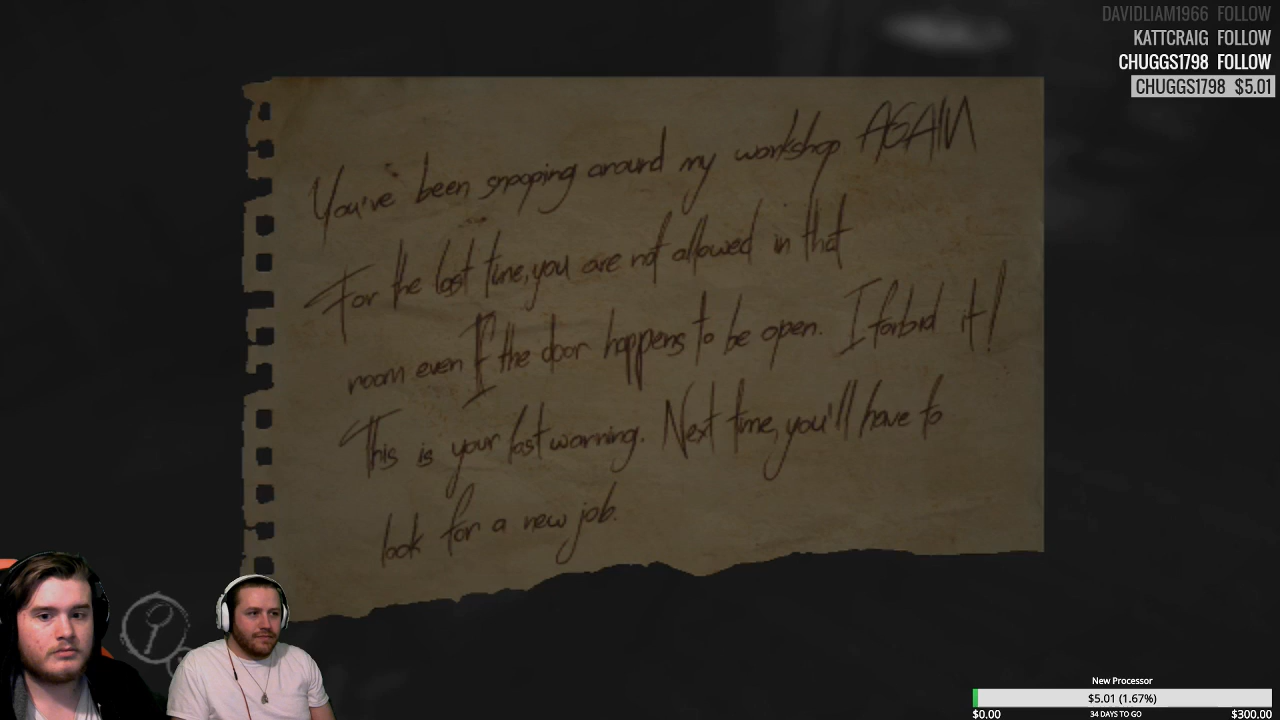 DAVIDLIAM1966 FOLLOW
KATTCRAIG FOLLOW
CHUGGS1798 FOLLOW
CHUGGS1798 $5.01
You've been snooping around my workshop AGAIN
For the last time, you are not allowed in that
room even If the door happens to be open. I forbid it!
This is your last warning. Next time, you'll have to
look for a new job.
New Processor
$5.01 (1.67%)
$0.00 34 DAYS TO GO $300.00